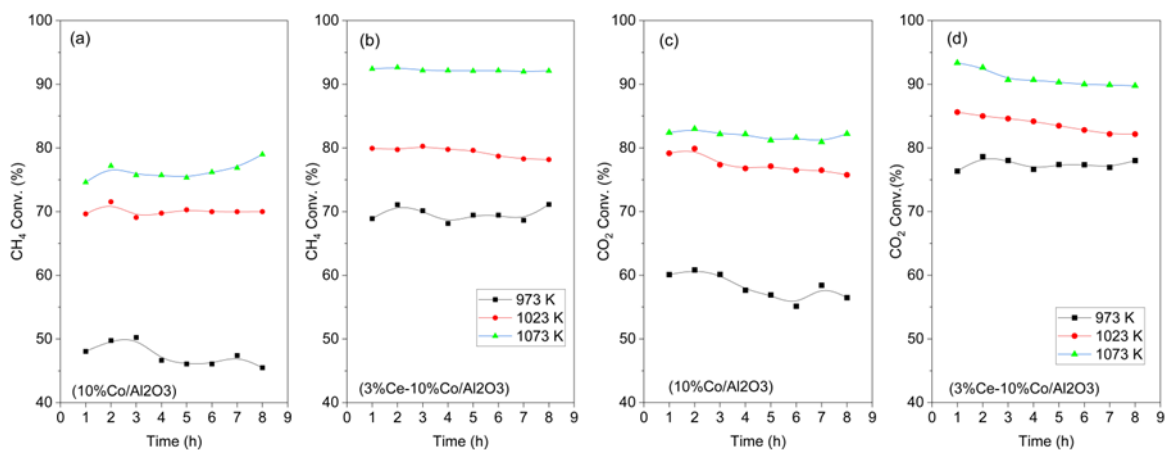 (a)
100
90
80
70
60
50
40
CH4 Conv. (%)
(10%Co/Al2O3)
0 1 2 3 4 5 6 7 8 9
Time (h)
(b)
100
90
80
70
60
50
40
CH4 Conv. (%)
973 K
1023 K
1073 K
(3%Ce-10%Co/Al2O3)
0 1 2 3 4 5 6 7 8 9
Time (h)
(c)
100
90
80
70
60
50
40
CO2 Conv. (%)
(10%Co/Al2O3)
0 1 2 3 4 5 6 7 8 9
Time (h)
(d)
100
90
80
70
60
50
40
CO2 Conv.(%)
973 K
1023 K
1073 K
(3%Ce-10%Co/Al2O3)
0 1 2 3 4 5 6 7 8 9
Time (h)